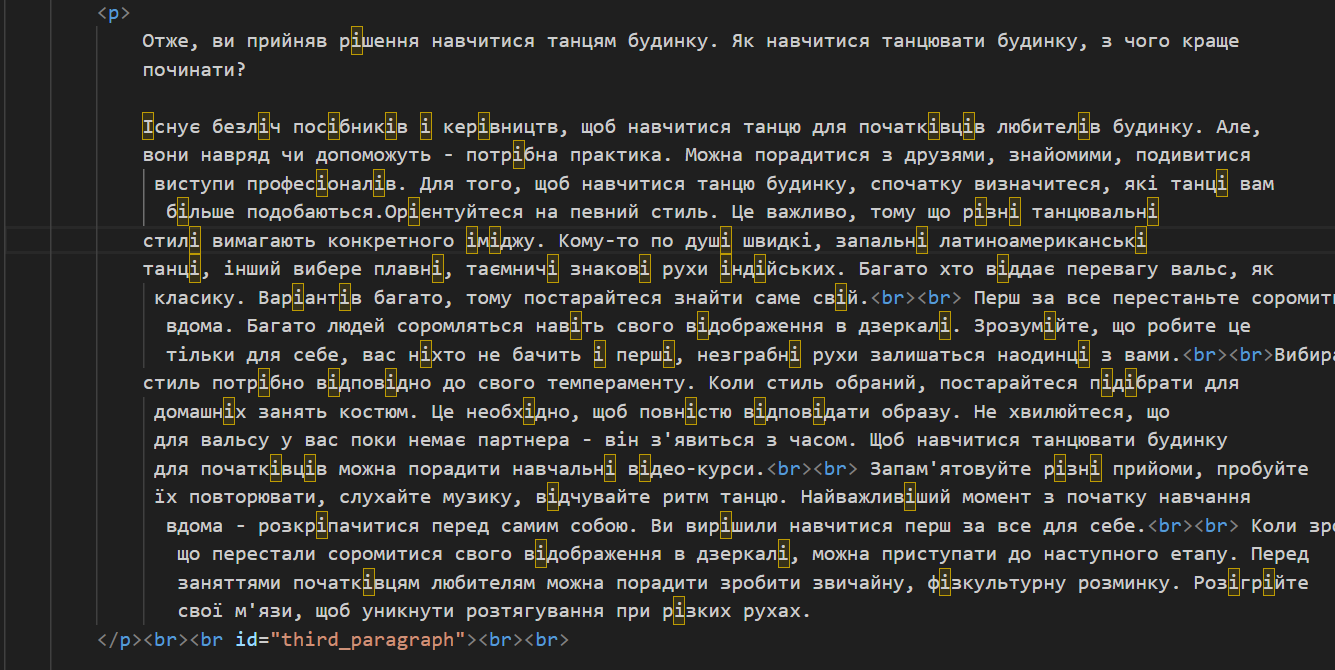 <p>
Отже, ви прийняв рішення навчитися танцям будинку. Як навчитися танцювати будинку, з чого краще
починати?
Існує безліч посібників і керівництв, щоб навчитися танцю для початківців любителів будинку. Але,
вони навряд чи допоможуть - потрібна практика. Можна порадитися з друзями, знайомими, подивитися
виступи професіоналів. Для того, щоб навчитися танцю будинку, спочатку визначитеся, які танці вам
більше подобаються.Орієнтуйтеся на певний стиль. Це важливо, тому що різні танцювальні
стилі вимагають конкретного іміджу. Кому-то по душі швидкі, запальні латиноамериканські
танці, інший вибере плавні, таємничі знакові рухи індійських. Багато хто віддає перевагу вальс, як
класику. Варіантів багато, тому постарайтеся знайти саме свій.<br><br> Перш за все перестаньте
вдома. Багато людей соромляться навіть свого відображення в дзеркалі. Зрозумійте, що робите це
тільки для себе, вас ніхто не бачить і перші, незграбні рухи залишаться наодинці з вами.<br><br>
стиль потрібно відповідно до свого темпераменту. Коли стиль обраний, постарайтеся підібрати для
домашніх занять костюм. Це необхідно, щоб повністю відповідати образу. Не хвилюйтеся, що
для вальсу у вас поки немає партнера - він з'явиться з часом. Щоб навчитися танцювати будинку
для початківців можна порадити навчальні відео-курси.<br><br> Запам'ятовуйте різні прийоми, пробуйте
їх повторювати, слухайте музику, відчувайте ритм танцю. Найважливіший момент з початку навчання
вдома - розкріпачитися перед самим собою. Ви вирішили навчитися перш за все для себе.<br><br> Коли
що перестали соромитися свого відображення в дзеркалі, можна приступати до наступного етапу. Перед
заняттями початківцям любителям можна порадити зробити звичайну, фізкультурну розминку. Розігрійте
свої м'язи, щоб уникнути розтягування при різких рухах.
</p><br><br id="third_paragraph"><br><br>